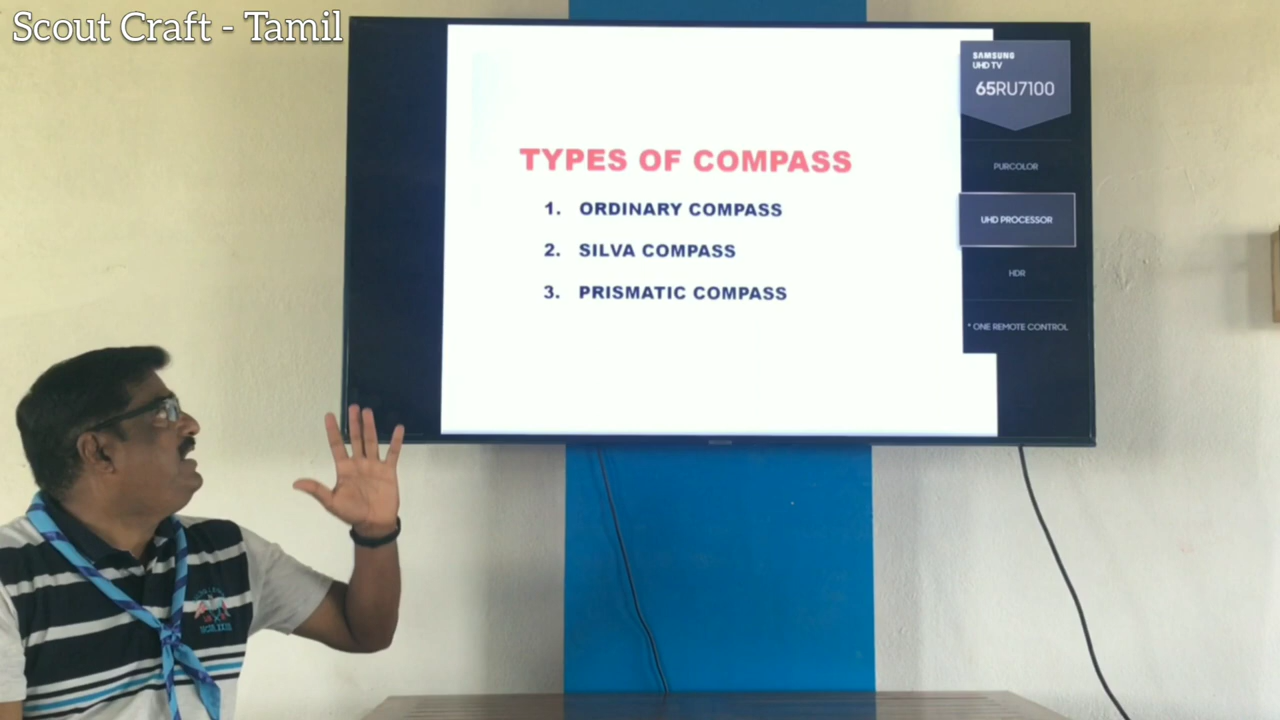 Scout Craft - Tamil
TYPES OF COMPASS
1. ORDINARY COMPASS
2. SILVA COMPASS
3. PRISMATIC COMPASS
SAMSUNG
UHD TV
65RU7100
PURCOLOR
UHD PROCESSOR
HDR
* ONE REMOTE CONTROL